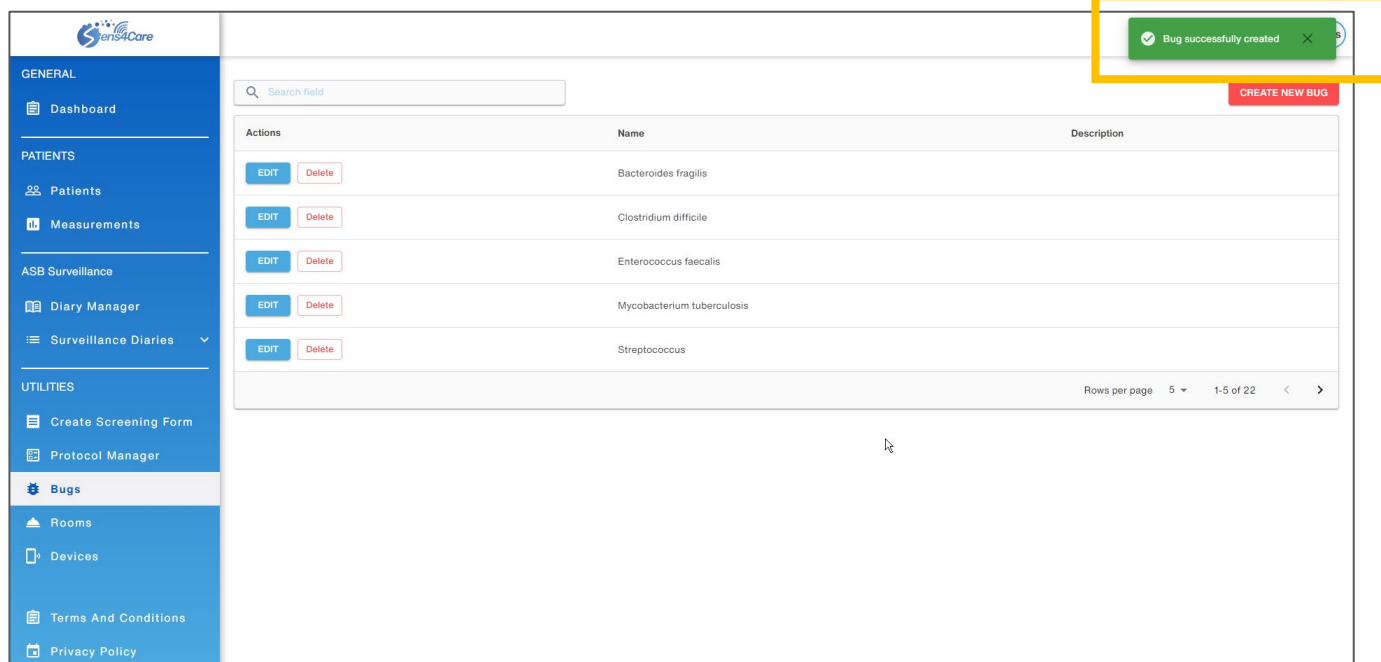 Stens4Care
Bug successfully created
S
GENERAL
Dashboard
PATIENTS
Patients
Measurements
ASB Surveillance
Diary Manager
Surveillance Diaries
UTILITIES
Create Screening Form
Protocol Manager
Bugs
Rooms
Devices
Terms And Conditions
Privacy Policy
Search field
CREATE NEW BUG
Actions Name Description
EDIT Delete Bacteroides fragilis
EDIT Delete Clostridium difficile
EDIT Delete Enterococcus faecalis
EDIT Delete Mycobacterium tuberculosis
EDIT Delete Streptococcus
Rows per page 5 1-5 of 22